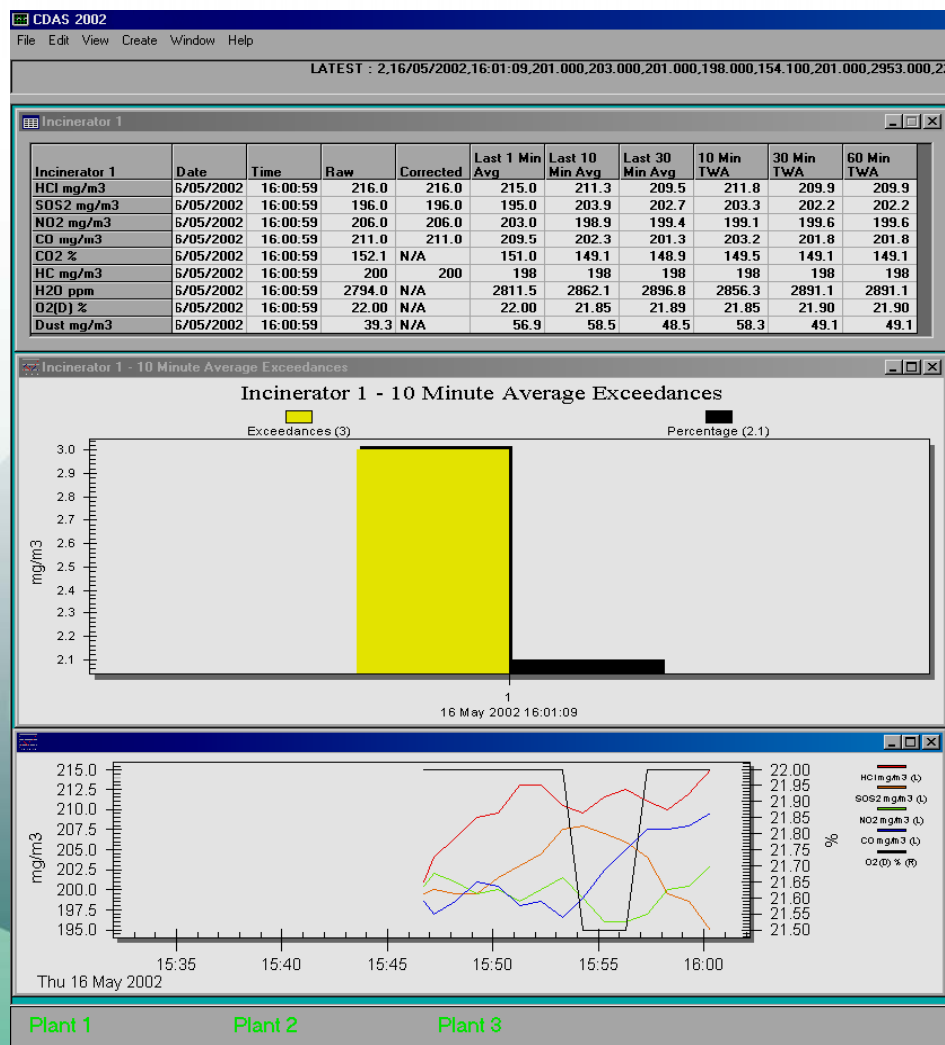 CDAS 2002
File Edit View Create Window Help
LATEST : 2,16/05/2002,16:01:09,201.000,203.000,201.000,198.000,154.100,201.000,2953.000,2
Incinerator 1
Incinerator 1 Date Time Raw Corrected Last 1 Min Avg Last 10 Min Avg Last 30 Min Avg 10 Min TWA 30 Min TWA 60 Min TWA
HCl mg/m3 6/05/2002 16:00:59 216.0 216.0 215.0 211.3 209.5 211.8 209.9 209.9
SOS2 mg/m3 6/05/2002 16:00:59 196.0 196.0 195.0 203.9 202.7 203.3 202.2 202.2
NO2 mg/m3 6/05/2002 16:00:59 206.0 206.0 203.0 198.9 199.4 199.1 199.6 199.6
CO mg/m3 6/05/2002 16:00:59 211.0 211.0 209.5 202.3 201.3 203.2 201.8 201.8
CO2 % 6/05/2002 16:00:59 152.1 N/A 151.0 149.1 148.9 149.5 149.1 149.1
HC mg/m3 6/05/2002 16:00:59 200 200 198 198 198 198 198 198
H2O ppm 6/05/2002 16:00:59 2794.0 N/A 2811.5 2862.1 2896.8 2856.3 2891.1 2891.1
O2(D) % 6/05/2002 16:00:59 22.00 N/A 22.00 21.85 21.89 21.85 21.90 21.90
Dust mg/m3 6/05/2002 16:00:59 39.3 N/A 56.9 58.5 48.5 58.3 49.1 49.1
Incinerator 1 - 10 Minute Average Exceedances
Incinerator 1 - 10 Minute Average Exceedances
Exceedances (3) Percentage (2.1)
3.0
2.9
2.8
2.7
2.6
2.5
2.4
2.3
2.2
2.1
mg/m3
1
16 May 2002 16:01:09
215.0
212.5
210.0
207.5
205.0
202.5
200.0
197.5
195.0
mg/m3
22.00
21.95
21.90
21.85
21.80
21.75
21.70
21.65
21.60
21.55
21.50
%
HCl mg/m3 (L)
SOS2 mg/m3 (L)
NO2 mg/m3 (L)
CO mg/m3 (L)
O2(D) % (R)
15:35 15:40 15:45 15:50 15:55 16:00
Thu 16 May 2002
Plant 1 Plant 2 Plant 3